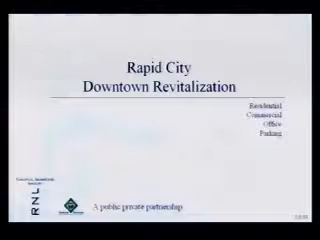 Rapid City
Downtown Revitalization
Residential
Commercial
Office
Parking
RNL
A public private partnership